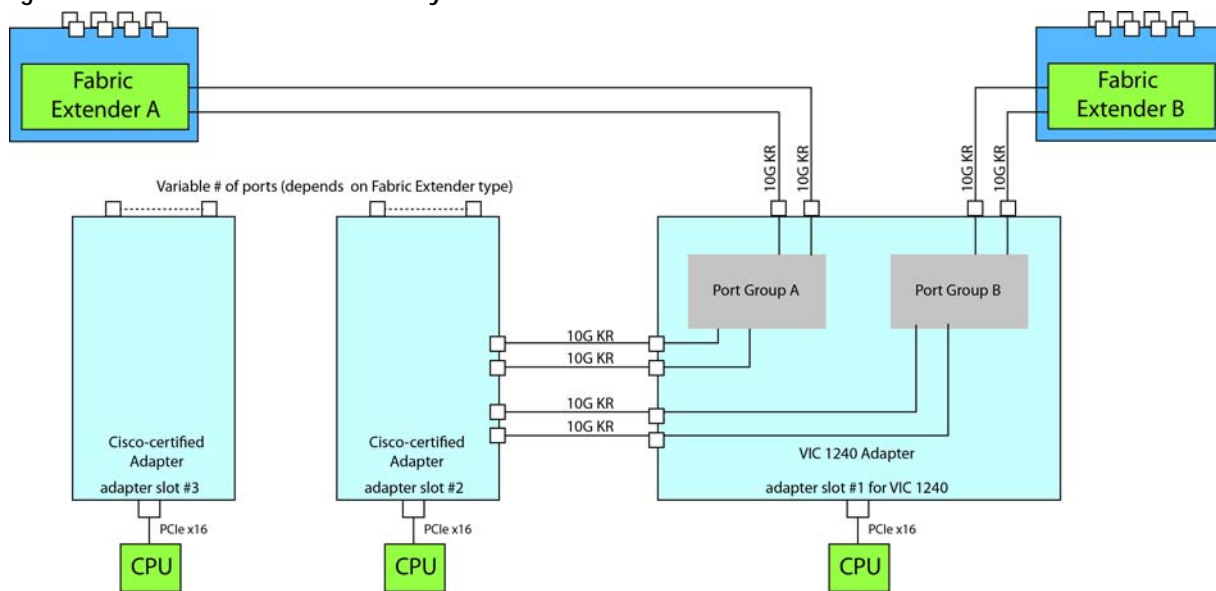 Fabric
Extender A
Fabric
Extender B
10G KR
10G KR
10G KR
10G KR
Variable # of ports (depends on Fabric Extender type)
Port Group A
Port Group B
10G KR
10G KR
10G KR
10G KR
Cisco-certified
Adapter
adapter slot #3
Cisco-certified
Adapter
adapter slot #2
VIC 1240 Adapter
adapter slot #1 for VIC 1240
PCIe x16
PCIe x16
PCIe x16
CPU
CPU
CPU